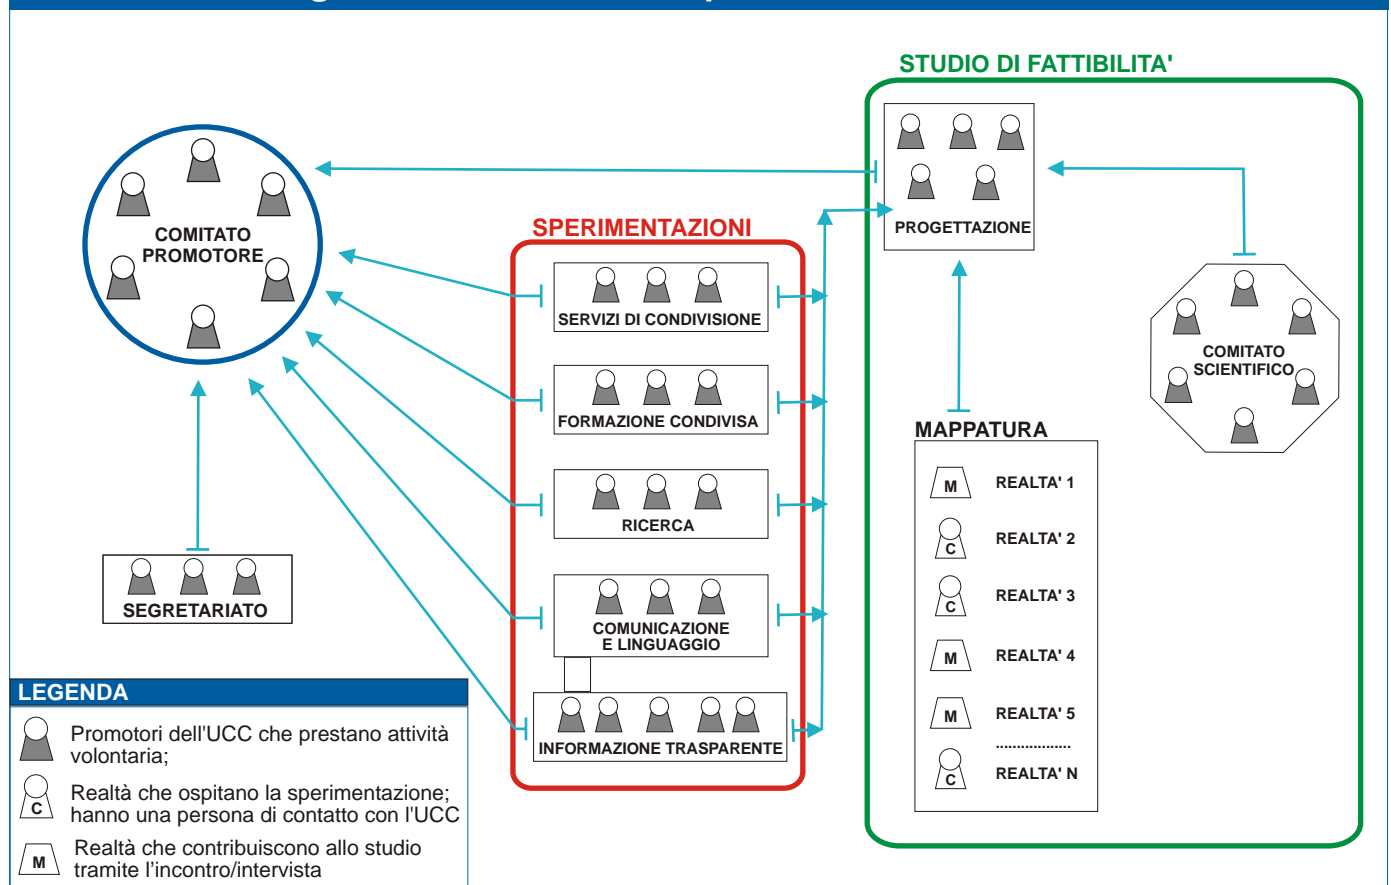 STUDIO DI FATTIBILITA'
COMITATO
PROMOTORE
SEGRETARIATO
SPERIMENTAZIONI
SERVIZI DI CONDIVISIONE
FORMAZIONE CONDIVISA
RICERCA
COMUNICAZIONE
E LINGUAGGIO
INFORMAZIONE TRASPARENTE
PROGETTAZIONE
COMITATO
SCIENTIFICO
MAPPATURA
M REALTA' 1
C REALTA' 2
C REALTA' 3
M REALTA' 4
M REALTA' 5
..................
C REALTA' N
LEGENDA
Promotori dell'UCC che prestano attività
volontaria;
C Realtà che ospitano la sperimentazione;
hanno una persona di contatto con l'UCC
M Realtà che contribuiscono allo studio
tramite l'incontro/intervista